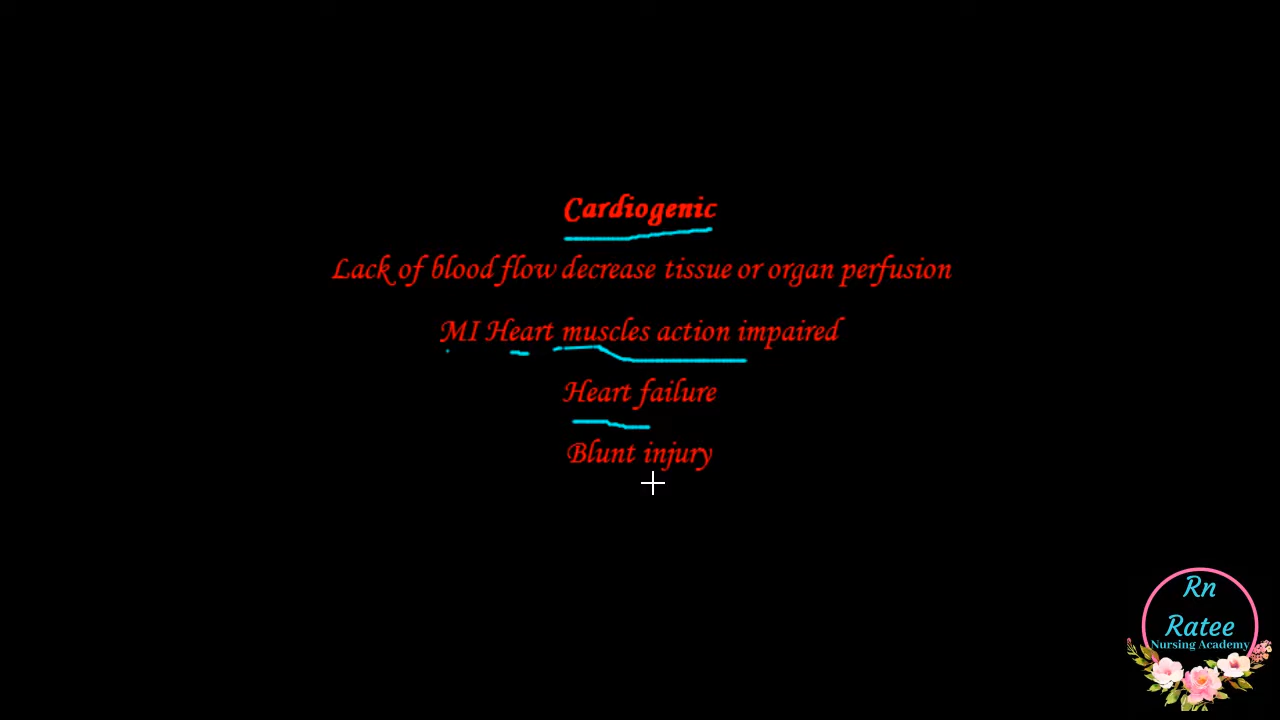 Cardiogenic
Lack of blood flow decrease tissue or organ perfusion
MI Heart muscles action impaired
Heart failure
Blunt injury
Rn
Ratee
Nursing Academy